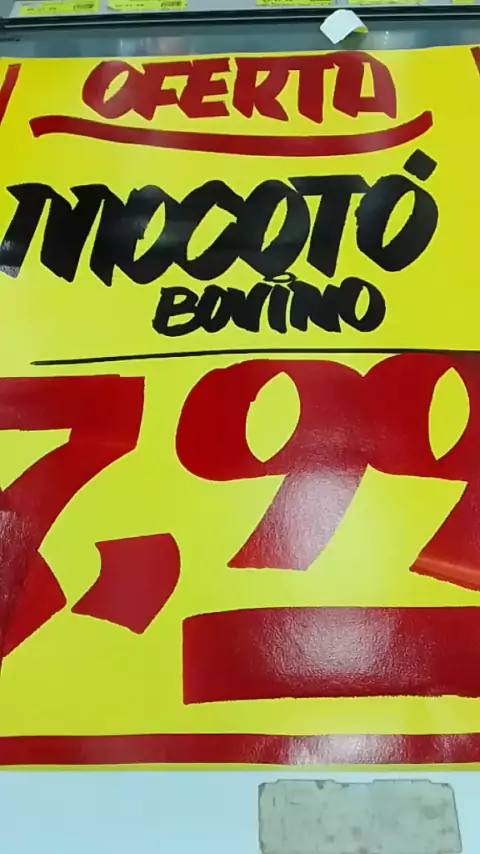 OFERTA
MOCOTÓ
BOVINO
7,99